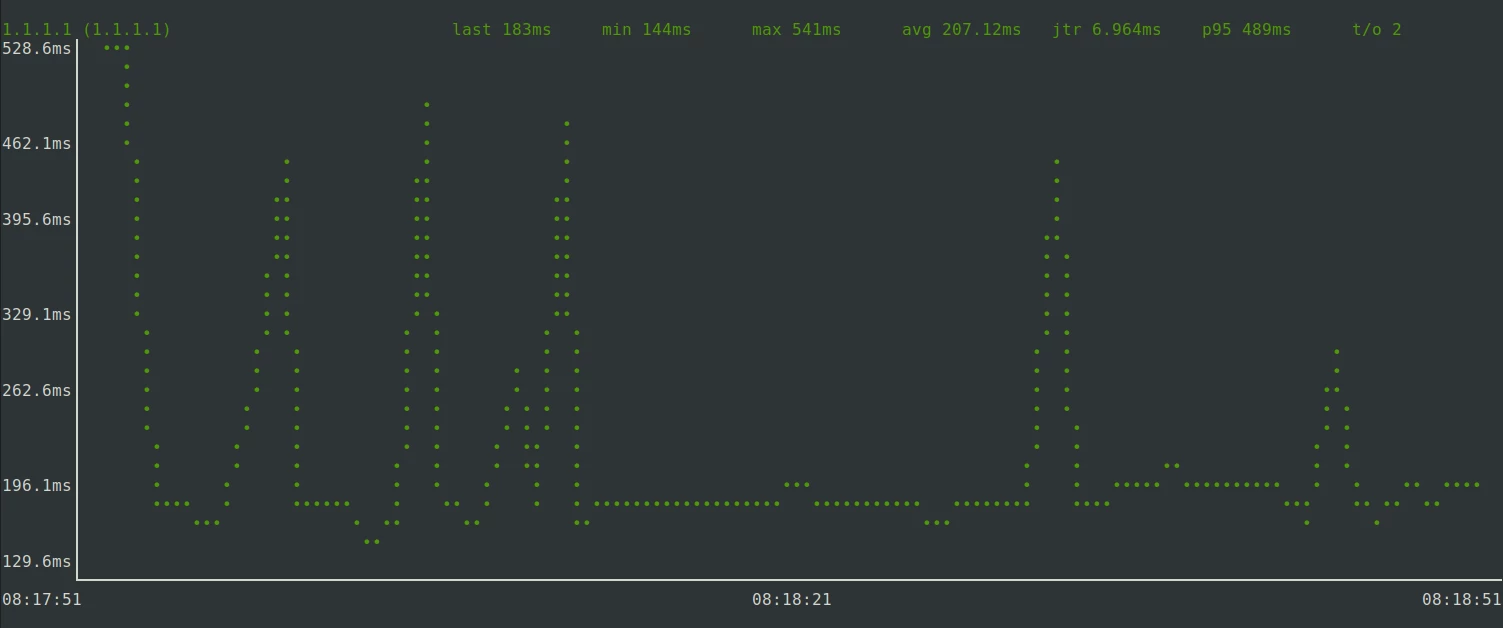 1.1.1.1 (1.1.1.1) last 183ms min 144ms max 541ms avg 207.12ms jtr 6.964ms p95 489ms t/o 2
528.6ms
462.1ms
395.6ms
329.1ms
262.6ms
196.1ms
129.6ms
08:17:51 08:18:21 08:18:51